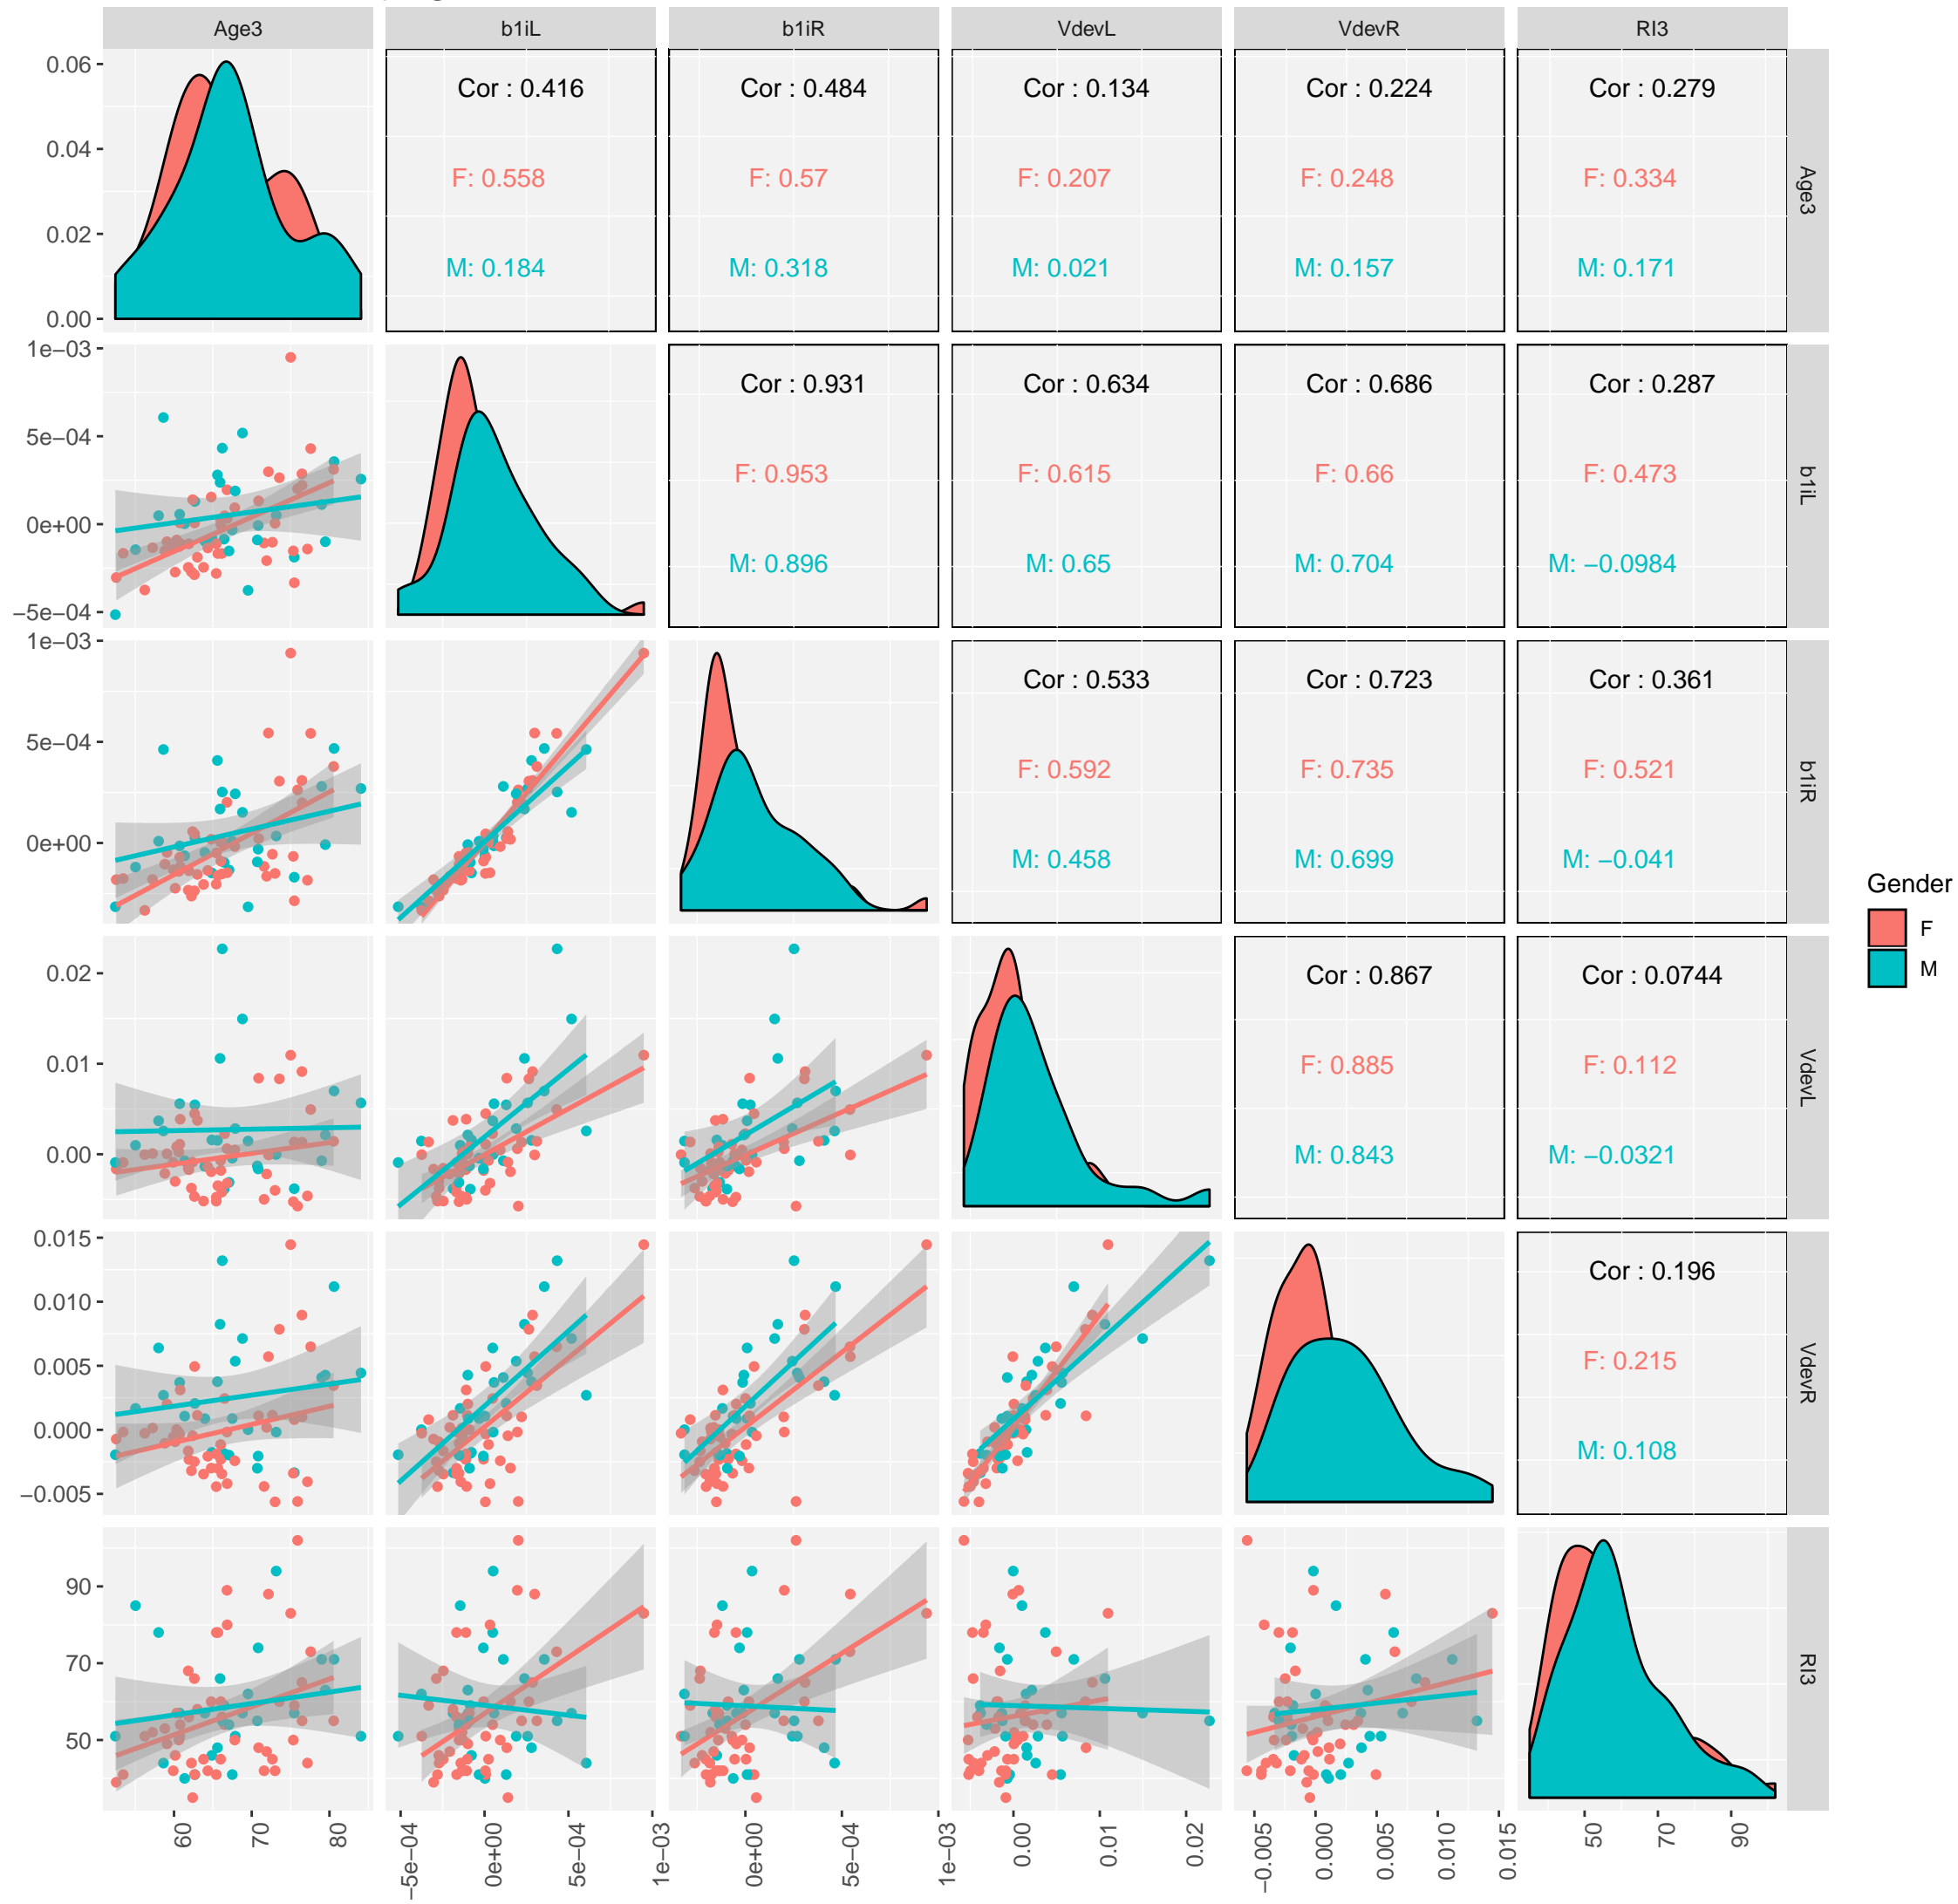 Age3
b1iL
b1iR
VdevL
VdevR
RI3
0.06
0.04
0.02
0.00
Cor : 0.416
F: 0.558
M: 0.184
Cor : 0.484
F: 0.57
M: 0.318
Cor : 0.134
F: 0.207
M: 0.021
Cor : 0.224
F: 0.248
M: 0.157
Cor : 0.279
F: 0.334
M: 0.171
Age3
1e−03
5e−04
0e+00
−5e−04
Cor : 0.931
F: 0.953
M: 0.896
Cor : 0.634
F: 0.615
M: 0.65
Cor : 0.686
F: 0.66
M: 0.704
Cor : 0.287
F: 0.473
M: −0.0984
b1iL
1e−03
5e−04
0e+00
Cor : 0.533
F: 0.592
M: 0.458
Cor : 0.723
F: 0.735
M: 0.699
Cor : 0.361
F: 0.521
M: −0.041
b1iR
Gender
F
M
0.02
0.01
0.00
Cor : 0.867
F: 0.885
M: 0.843
Cor : 0.0744
F: 0.112
M: −0.0321
VdevL
0.015
0.010
0.005
0.000
−0.005
Cor : 0.196
F: 0.215
M: 0.108
VdevR
90
70
50
RI3
60
70
80
−5e−04
0e+00
5e−04
1e−03
0e+00
5e−04
1e−03
0.00
0.01
0.02
−0.005
0.000
0.005
0.010
0.015
50
70
90